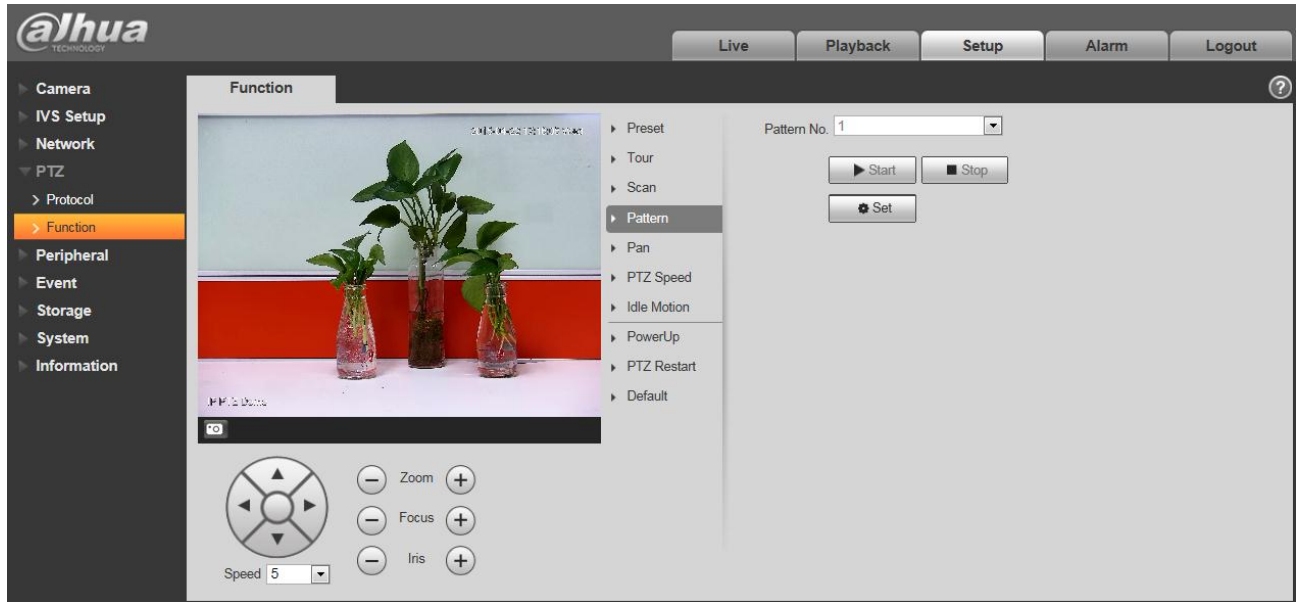 alhua
TECHNOLOGY
Live
Playback
Setup
Alarm
Logout
Camera
IVS Setup
Network
PTZ
Protocol
Function
Peripheral
Event
Storage
System
Information
Function
?
Preset
Tour
Scan
Pattern
Pan
PTZ Speed
Idle Motion
PowerUp
PTZ Restart
Default
Pattern No. 1
Start
Stop
Set
Zoom
Focus
Iris
Speed 5